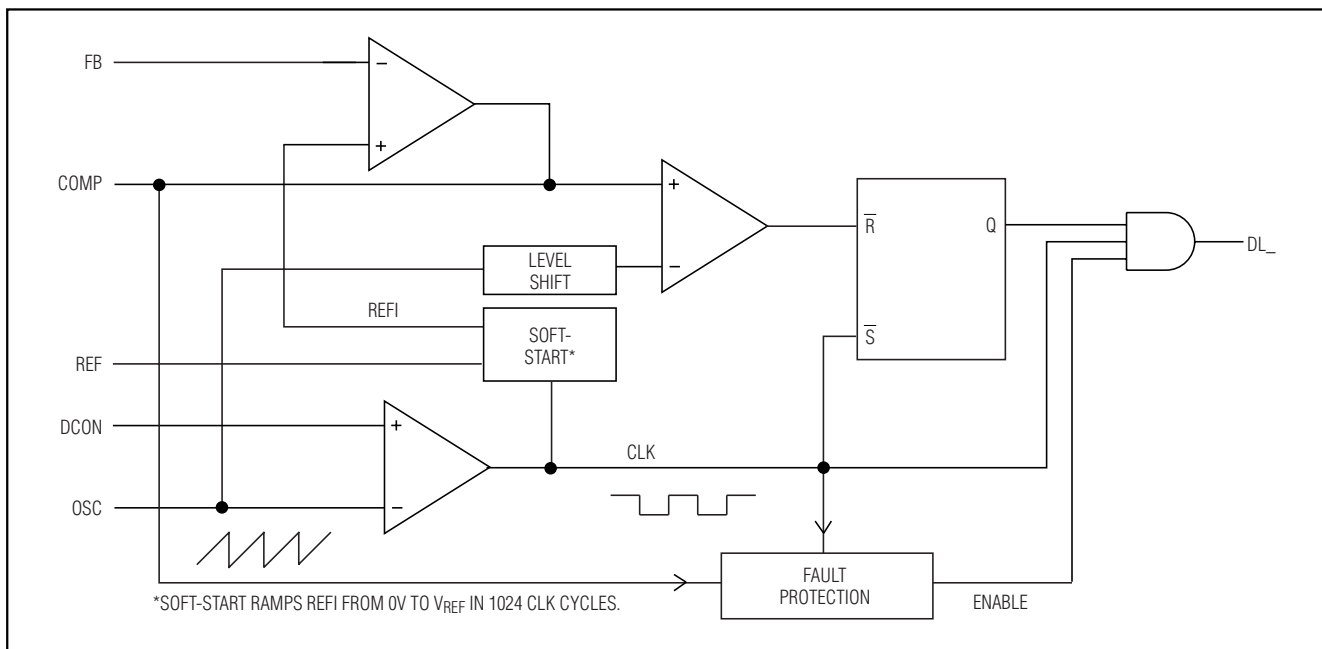 FB
−
+
COMP
+
R̅
Q
DL_
LEVEL
SHIFT
−
REFI
SOFT-
START*
S̅
REF
DCON
+
CLK
OSC
−
FAULT
PROTECTION
ENABLE
*SOFT-START RAMPS REFI FROM 0V TO VREF IN 1024 CLK CYCLES.